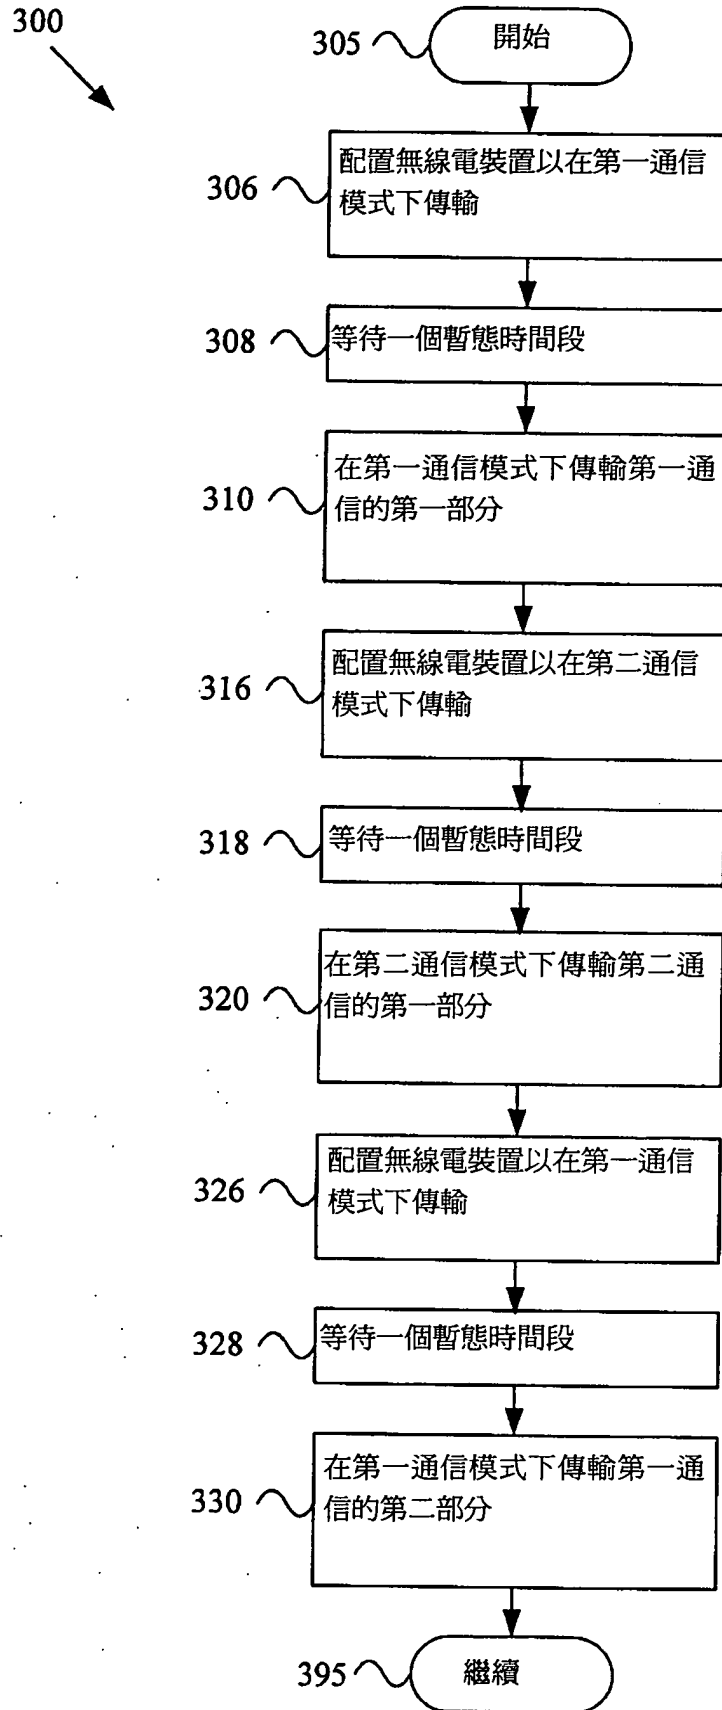 300
305
開始
306
配置無線電裝置以在第一通信
模式下傳輸
308
等待一個暫態時間段
310
在第一通信模式下傳輸第一通
信的第一部分
316
配置無線電裝置以在第二通信
模式下傳輸
318
等待一個暫態時間段
320
在第二通信模式下傳輸第二通
信的第一部分
326
配置無線電裝置以在第一通信
模式下傳輸
328
等待一個暫態時間段
330
在第一通信模式下傳輸第一通
信的第二部分
395
繼續